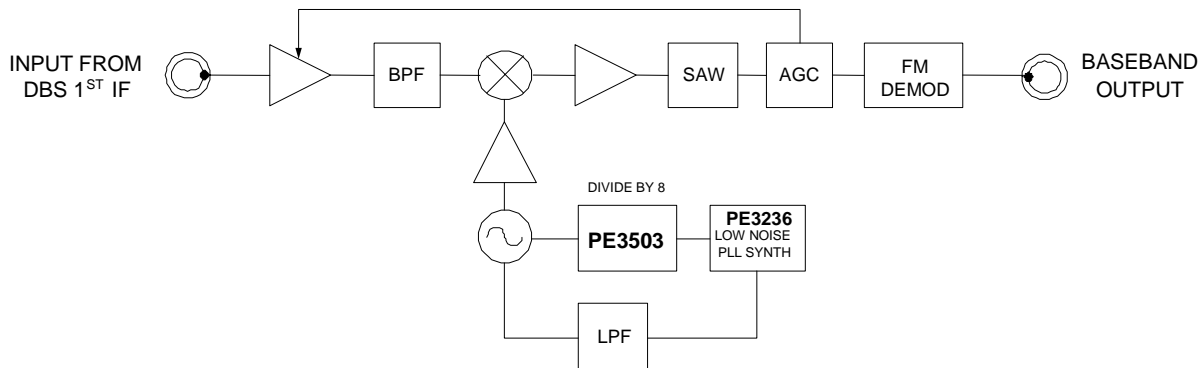 INPUT FROM
DBS 1ST IF
BPF
SAW
AGC
FM
DEMOD
BASEBAND
OUTPUT
DIVIDE BY 8
PE3503
PE3236
LOW NOISE
PLL SYNTH
LPF